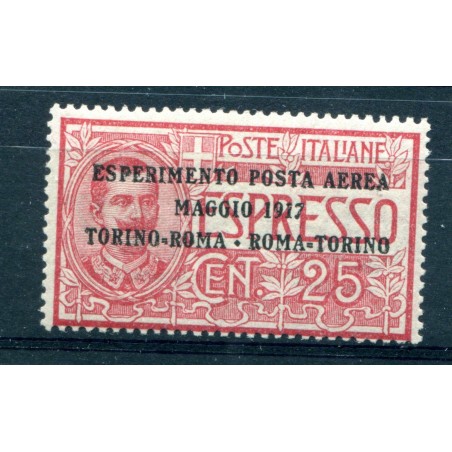 POSTE ITALIANE
ESPERIMENTO POSTA AEREA
MAGGIO 1917
ESPRESSO
TORINO=ROMA · ROMA=TORINO
CENT. 25